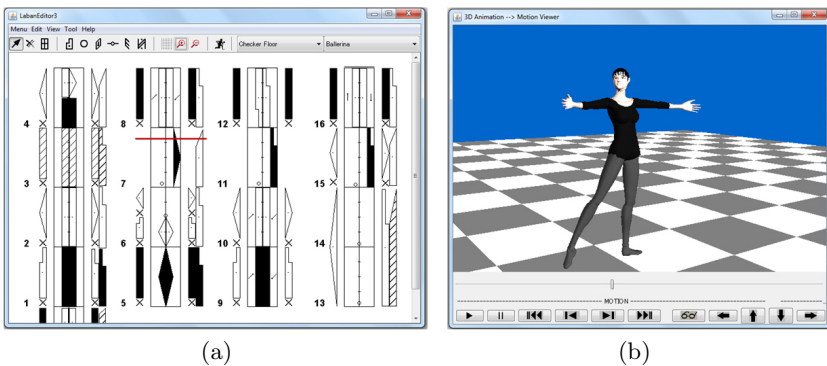 LabanEditor3
Menu Edit View Tool Help
Checker Floor
Ballerina
4
8
12
16
3
7
11
15
2
6
10
14
1
5
9
13
(a)
3D Animation --> Motion Viewer
MOTION
(b)